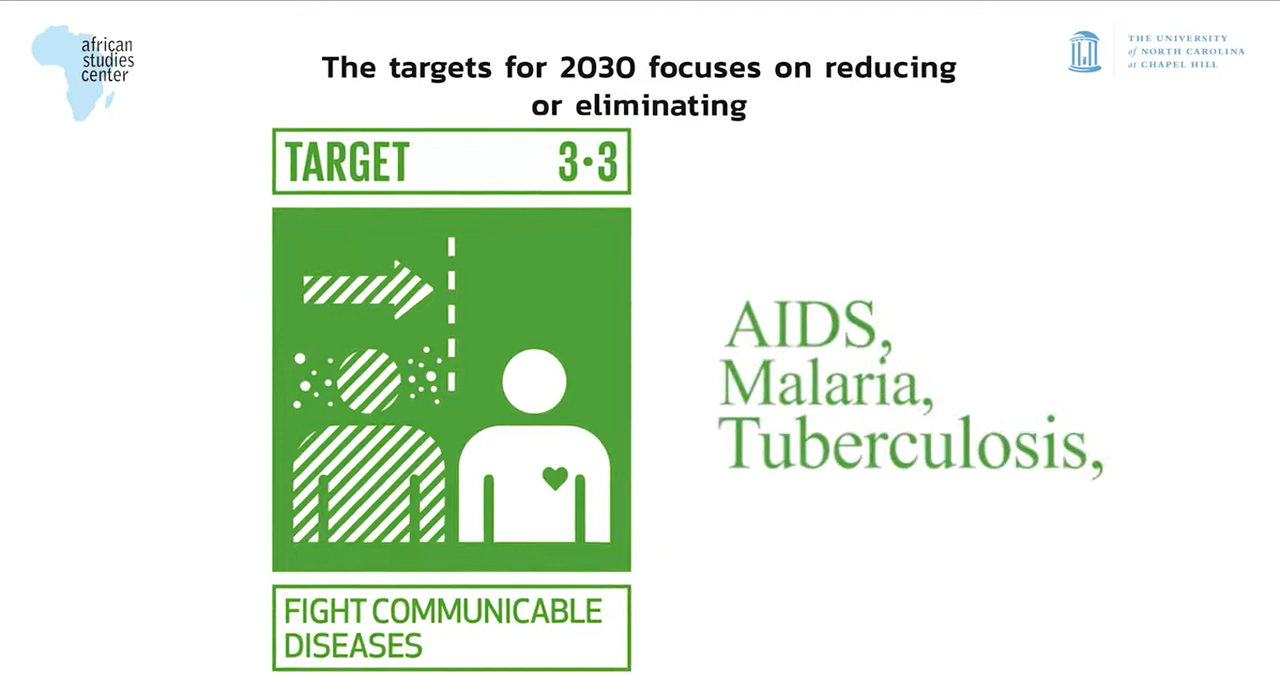 african
studies
center
THE UNIVERSITY
of NORTH CAROLINA
at CHAPEL HILL
The targets for 2030 focuses on reducing
or eliminating
TARGET 3·3
AIDS,
Malaria,
Tuberculosis,
FIGHT COMMUNICABLE
DISEASES